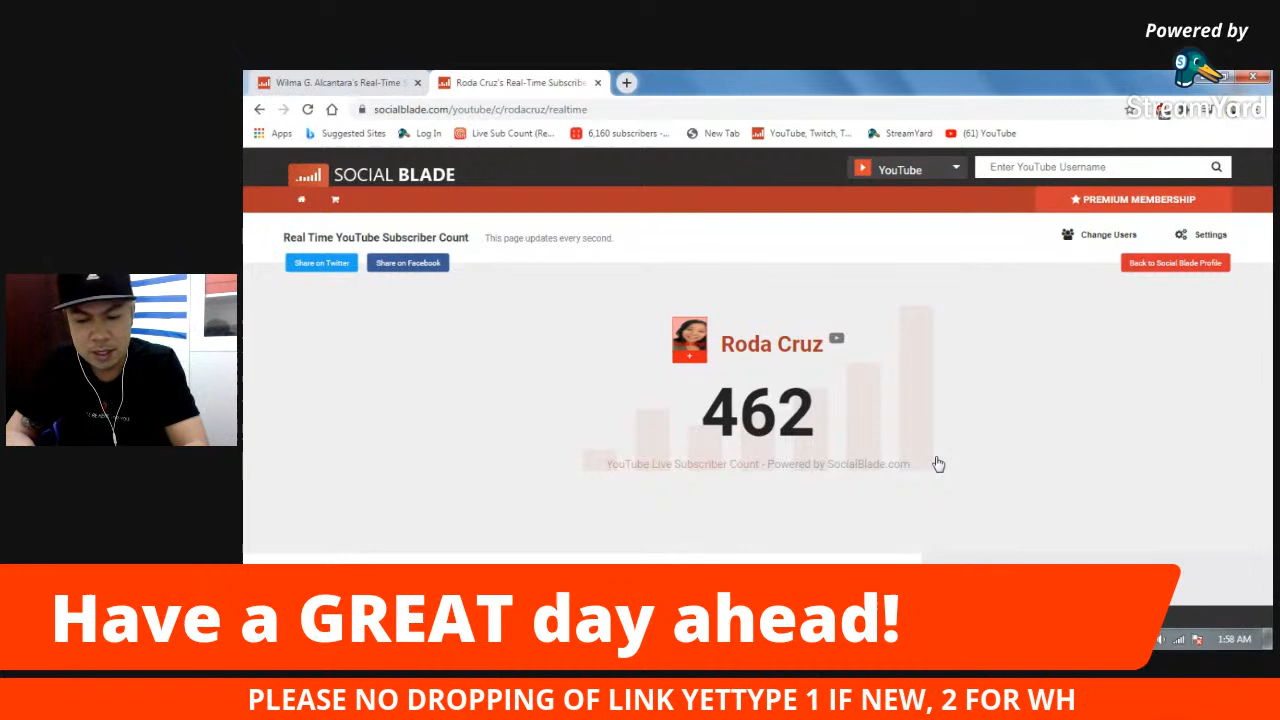 Powered by
StreamYard
Wilma G. Alcantara's Real-Time S
Roda Cruz's Real-Time Subscribe
socialblade.com/youtube/c/rodacruz/realtime
Apps
Suggested Sites
Log In
Live Sub Count (Re...
6,160 subscribers -...
New Tab
YouTube, Twitch, T...
StreamYard
(61) YouTube
SOCIAL BLADE
YouTube
Enter YouTube Username
PREMIUM MEMBERSHIP
Real Time YouTube Subscriber Count
This page updates every second.
Change Users
Settings
Share on Twitter
Share on Facebook
Back to Social Blade Profile
Roda Cruz
462
YouTube Live Subscriber Count - Powered by SocialBlade.com
Have a GREAT day ahead!
1:58 AM
PLEASE NO DROPPING OF LINK YETTYPE 1 IF NEW, 2 FOR WH